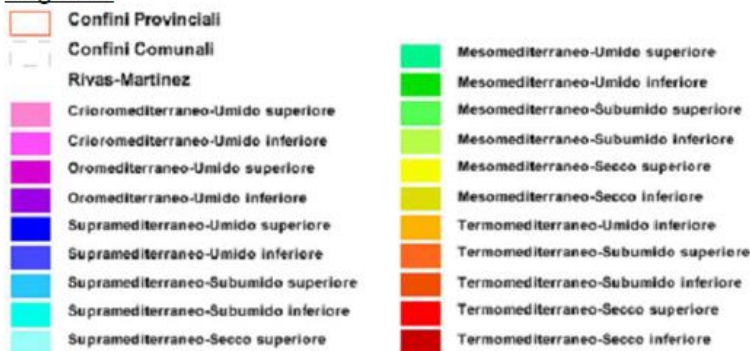 Confini Provinciali
Confini Comunali
Rivas-Martinez
Crioromediterraneo-Umido superiore
Crioromediterraneo-Umido inferiore
Oromediterraneo-Umido superiore
Oromediterraneo-Umido inferiore
Supramediterraneo-Umido superiore
Supramediterraneo-Umido inferiore
Supramediterraneo-Subumido superiore
Supramediterraneo-Subumido inferiore
Supramediterraneo-Secco superiore
Mesomediterraneo-Umido superiore
Mesomediterraneo-Umido inferiore
Mesomediterraneo-Subumido superiore
Mesomediterraneo-Subumido inferiore
Mesomediterraneo-Secco superiore
Mesomediterraneo-Secco inferiore
Termomediterraneo-Umido inferiore
Termomediterraneo-Subumido superiore
Termomediterraneo-Subumido inferiore
Termomediterraneo-Secco superiore
Termomediterraneo-Secco inferiore